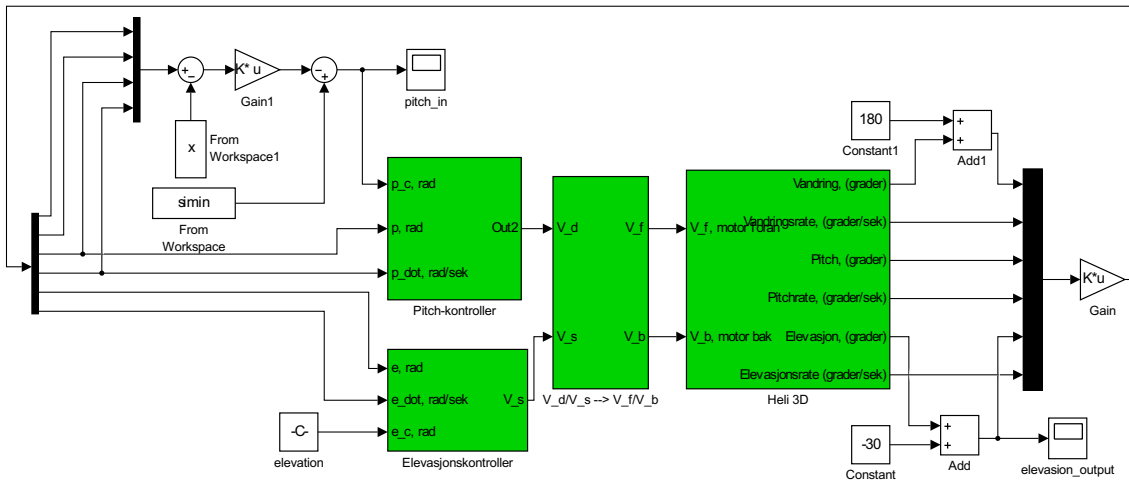 K* u
Gain1
pitch_in
x
From
Workspace1
simin
From
Workspace
p_c, rad
p, rad
p_dot, rad/sek
Out2
Pitch-kontroller
e, rad
e_dot, rad/sek
e_c, rad
V_s
Elevasjonskontroller
-C-
elevation
V_d
V_s
V_f
V_b
V_d/V_s --> V_f/V_b
V_f, motor foran
V_b, motor bak
Vandring, (grader)
Vandringsrate, (grader/sek)
Pitch, (grader)
Pitchrate, (grader/sek)
Elevasjon, (grader)
Elevasjonsrate (grader/sek)
Heli 3D
180
Constant1
+
+
Add1
-30
Constant
+
+
Add
elevasion_output
K*u
Gain